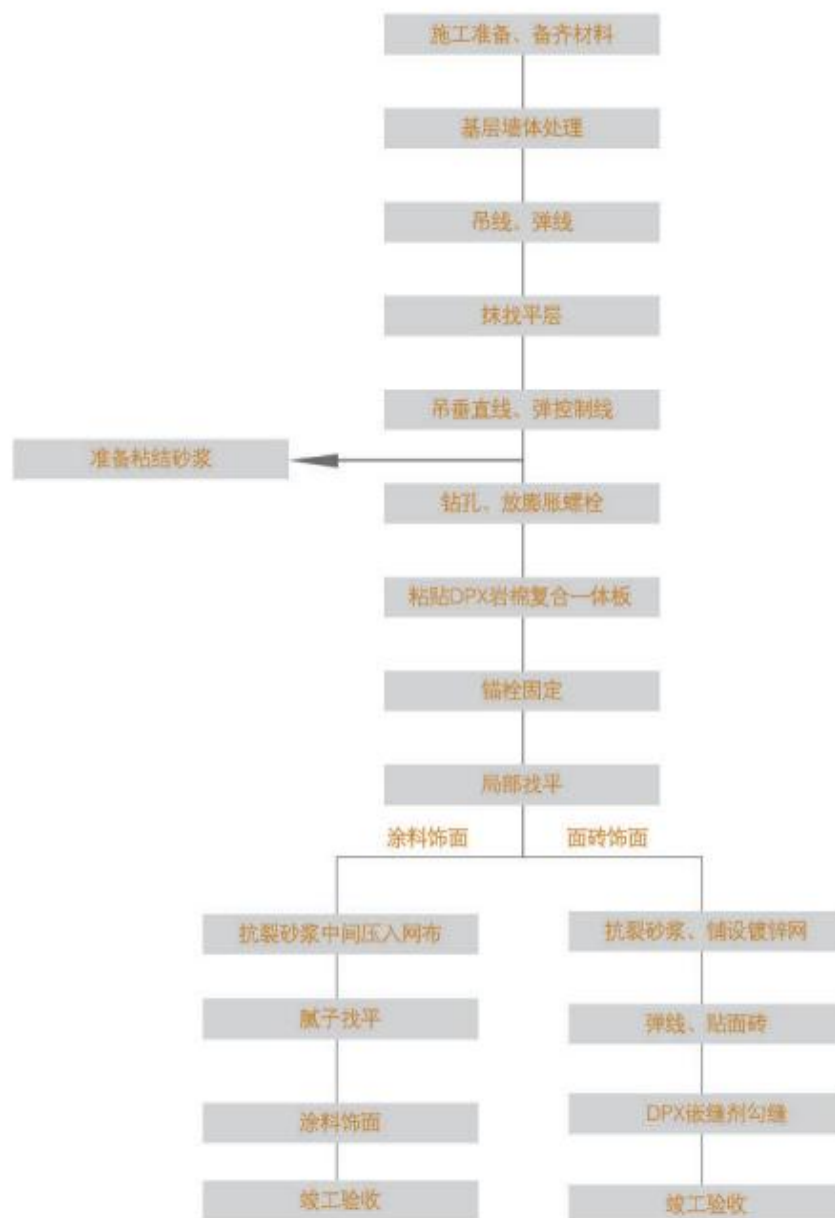 施工准备、备齐材料
基层墙体处理
吊线、弹线
抹找平层
吊垂直线、弹控制线
准备粘结砂浆
钻孔、放膨胀螺栓
粘贴DPX岩棉复合一体板
锚栓固定
局部找平
涂料饰面
面砖饰面
抗裂砂浆中间压入网布
抗裂砂浆、铺设镀锌网
腻子找平
弹线、贴面砖
涂料饰面
DPX嵌缝剂勾缝
竣工验收
竣工验收